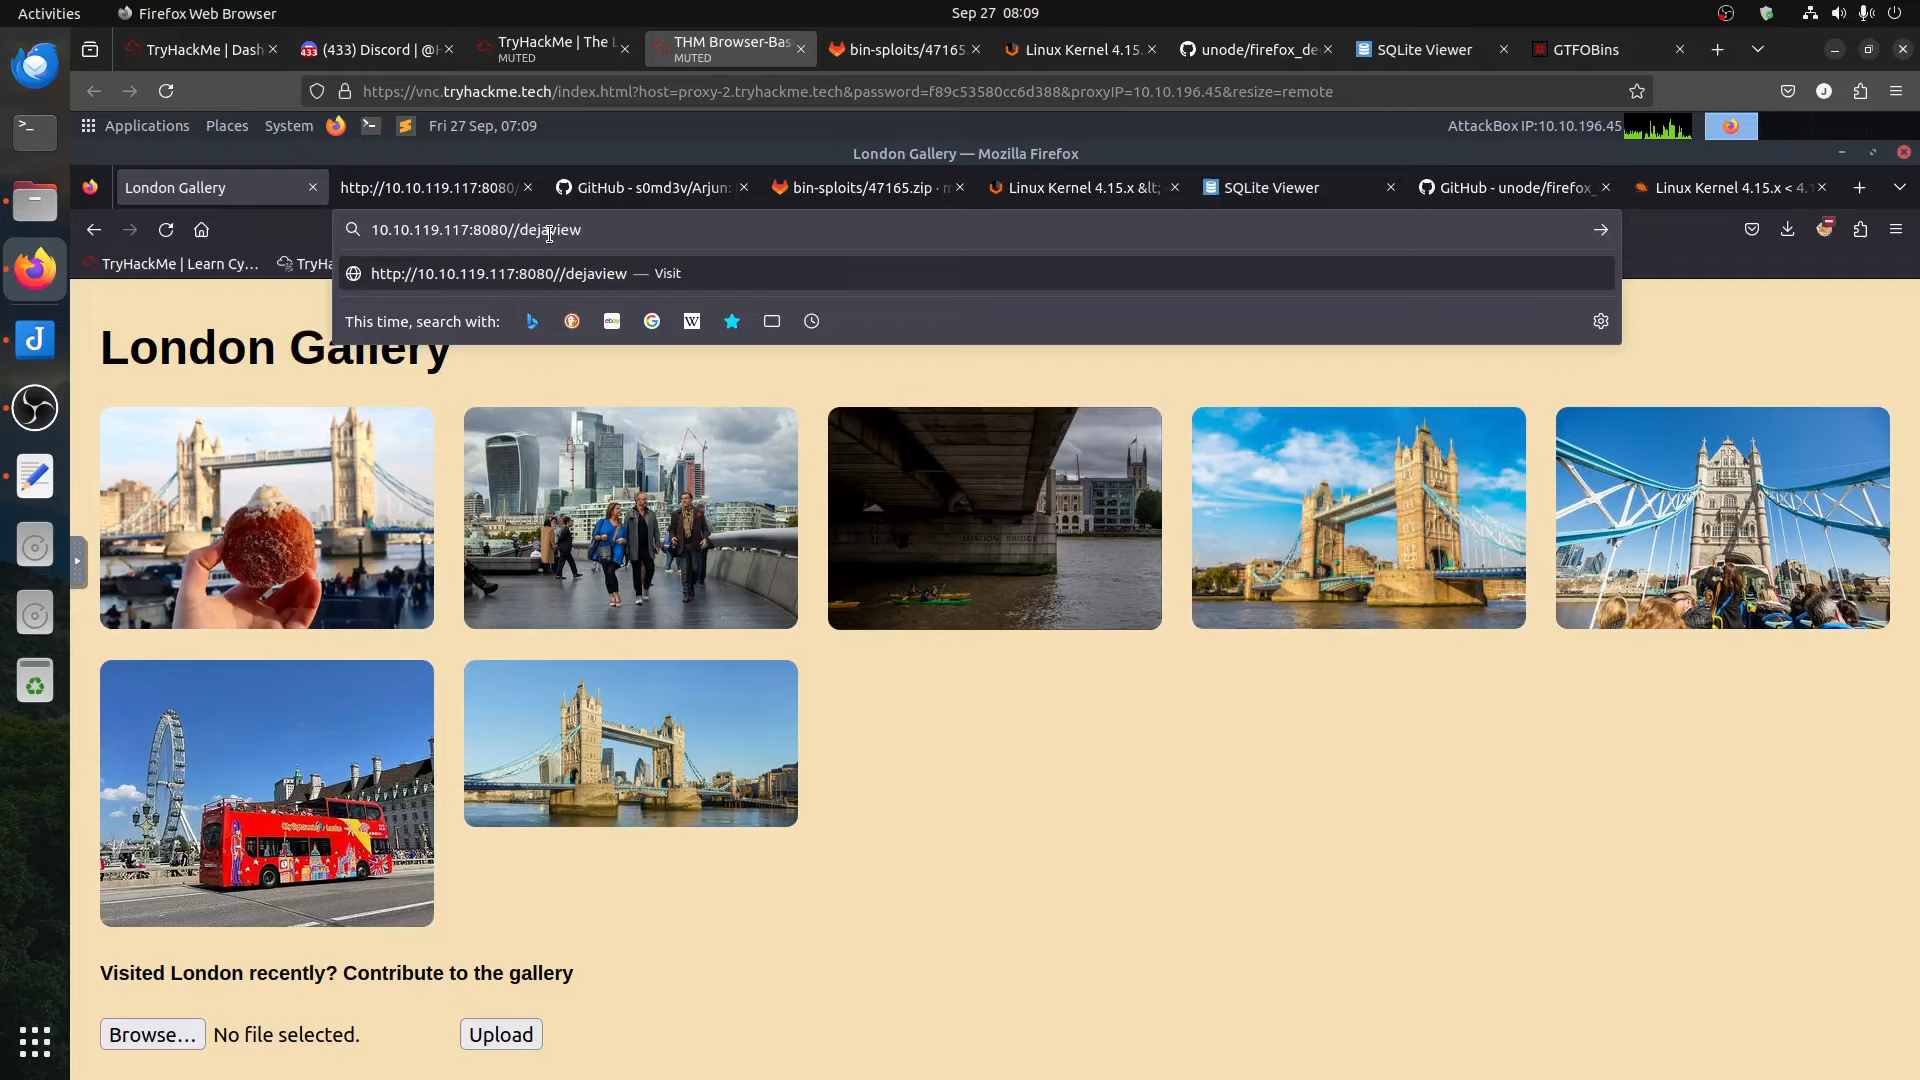 Activities Firefox Web Browser Sep 27 08:09
TryHackMe | Dash (433) Discord | @H TryHackMe | The L MUTED THM Browser-Bas MUTED bin-sploits/47165 Linux Kernel 4.15. unode/firefox_de SQLite Viewer GTFOBins
https://vnc.tryhackme.tech/index.html?host=proxy-2.tryhackme.tech&password=f89c53580cc6d388&proxyIP=10.10.196.45&resize=remote
Applications Places System Fri 27 Sep, 07:09 AttackBox IP:10.10.196.45
London Gallery — Mozilla Firefox
London Gallery http://10.10.119.117:8080/ GitHub - s0md3v/Arjun: bin-sploits/47165.zip · m Linux Kernel 4.15.x &lt; SQLite Viewer GitHub - unode/firefox_ Linux Kernel 4.15.x < 4.1
10.10.119.117:8080//dejaview
TryHackMe | Learn Cy... TryHa
http://10.10.119.117:8080//dejaview — Visit
This time, search with:
London Gallery
Visited London recently? Contribute to the gallery
Browse... No file selected. Upload